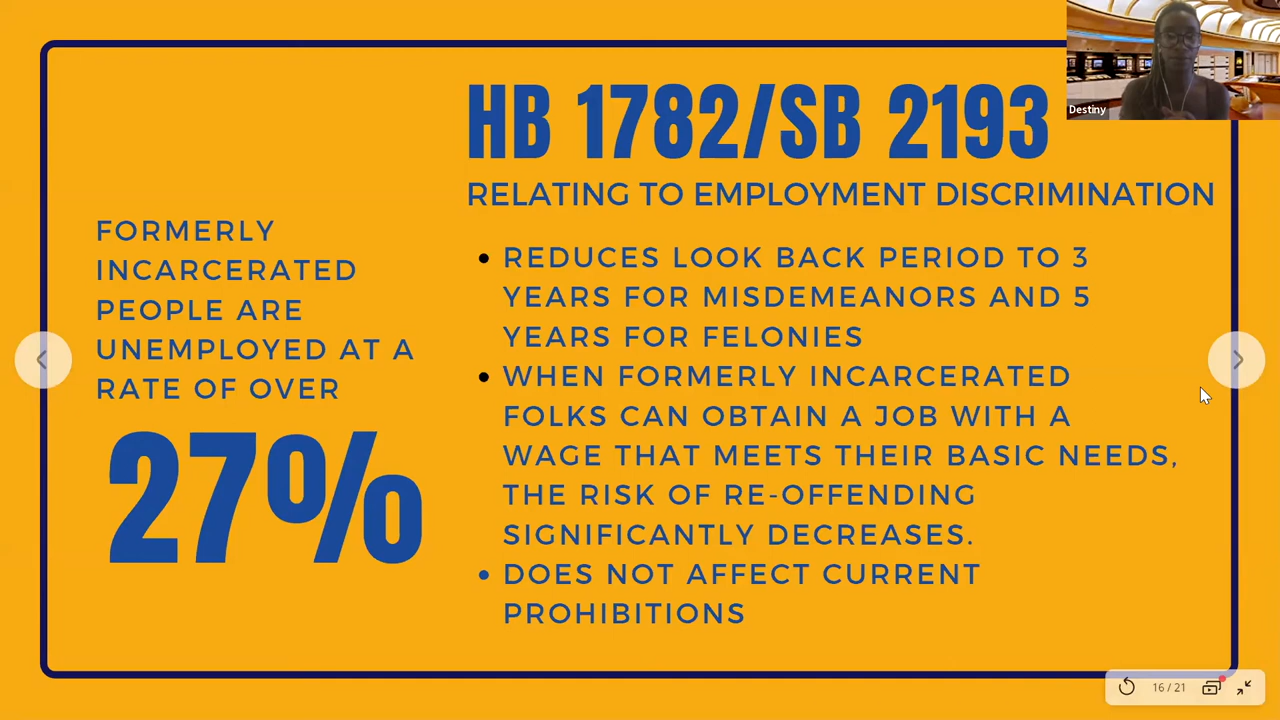 HB 1782/SB 2193
Destiny
RELATING TO EMPLOYMENT DISCRIMINATION
FORMERLY
INCARCERATED
PEOPLE ARE
UNEMPLOYED AT A
RATE OF OVER
27%
• REDUCES LOOK BACK PERIOD TO 3
YEARS FOR MISDEMEANORS AND 5
YEARS FOR FELONIES
• WHEN FORMERLY INCARCERATED
FOLKS CAN OBTAIN A JOB WITH A
WAGE THAT MEETS THEIR BASIC NEEDS,
THE RISK OF RE-OFFENDING
SIGNIFICANTLY DECREASES.
• DOES NOT AFFECT CURRENT
PROHIBITIONS
16 / 21